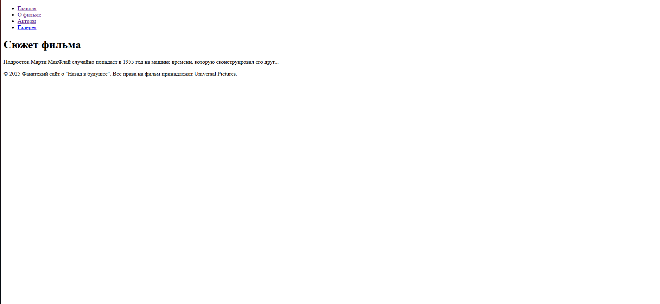 Главная
О фильме
Актеры
Галерея
Сюжет фильма
Подросток Марти МакФлай случайно попадает в 1955 год на машине времени, которую сконструировал его друг...
© 2025 Фанатский сайт о "Назад в будущее". Все права на фильм принадлежат Universal Pictures.